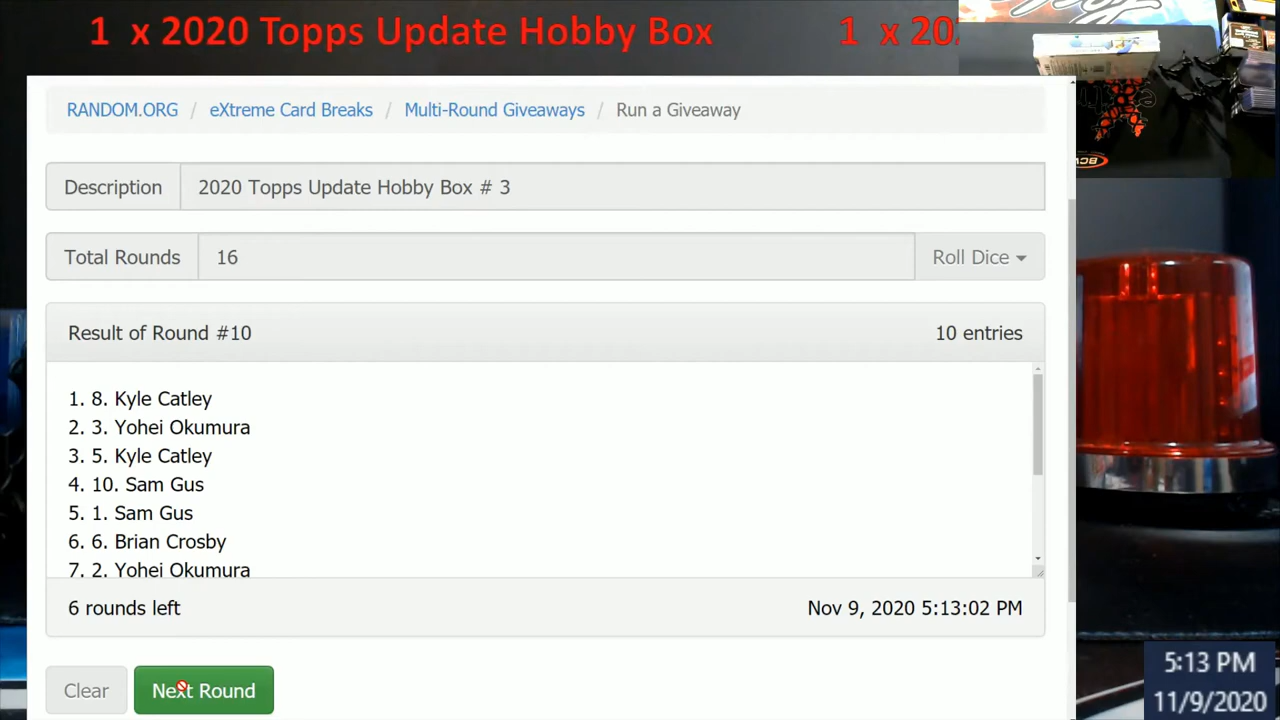 1 x 2020 Topps Update Hobby Box 1 x 20
RANDOM.ORG / eXtreme Card Breaks / Multi-Round Giveaways / Run a Giveaway
Description 2020 Topps Update Hobby Box # 3
Total Rounds 16 Roll Dice
Result of Round #10 10 entries
1. 8. Kyle Catley
2. 3. Yohei Okumura
3. 5. Kyle Catley
4. 10. Sam Gus
5. 1. Sam Gus
6. 6. Brian Crosby
7. 2. Yohei Okumura
6 rounds left Nov 9, 2020 5:13:02 PM
Clear Next Round
5:13 PM
11/9/2020